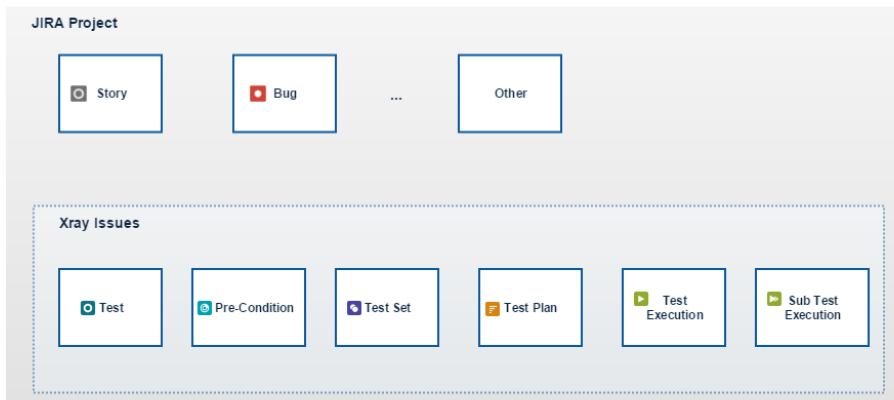 JIRA Project
Story
Bug
...
Other
Xray Issues
Test
Pre-Condition
Test Set
Test Plan
Test
Execution
Sub Test
Execution